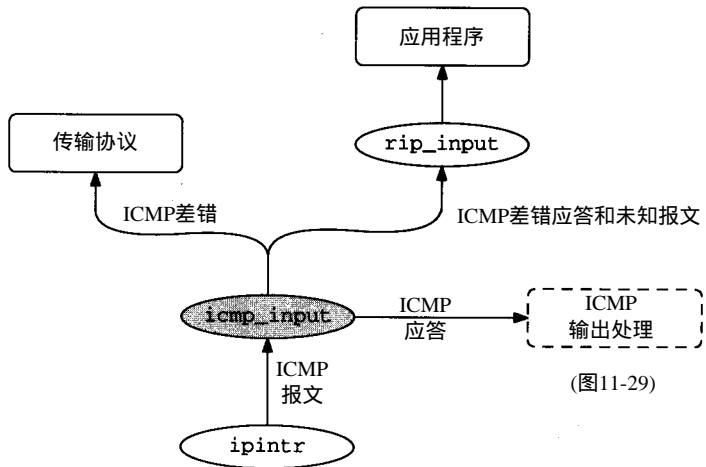 应用程序
传输协议
rip_input
ICMP差错
ICMP差错应答和未知报文
icmp_input
ICMP
应答
ICMP
输出处理
ICMP
报文
(图11-29)
ipintr